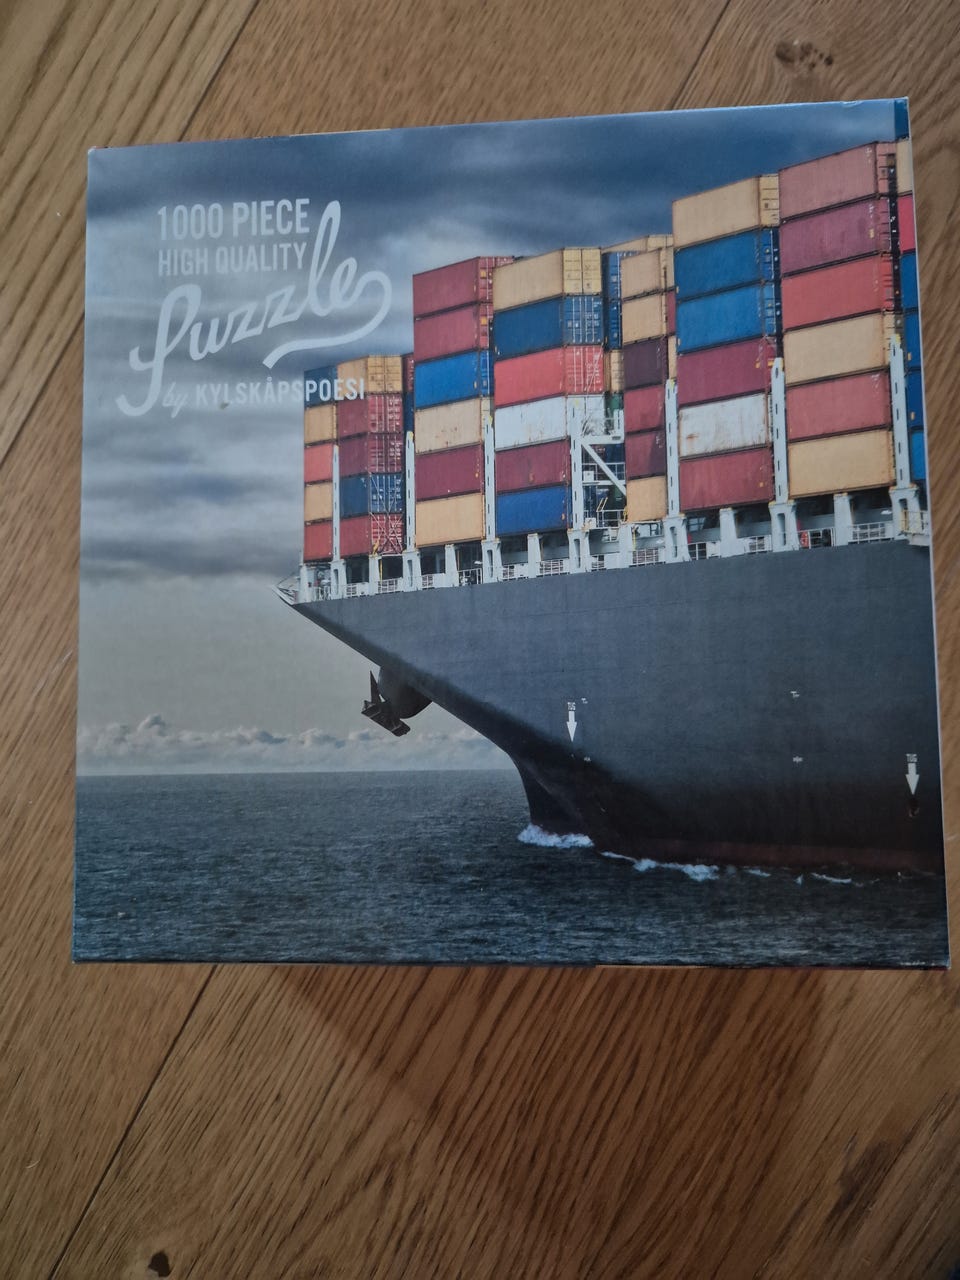 1000 PIECE
HIGH QUALITY
Puzzle
by KYLSKÅPSPOESI
TUG
TUG